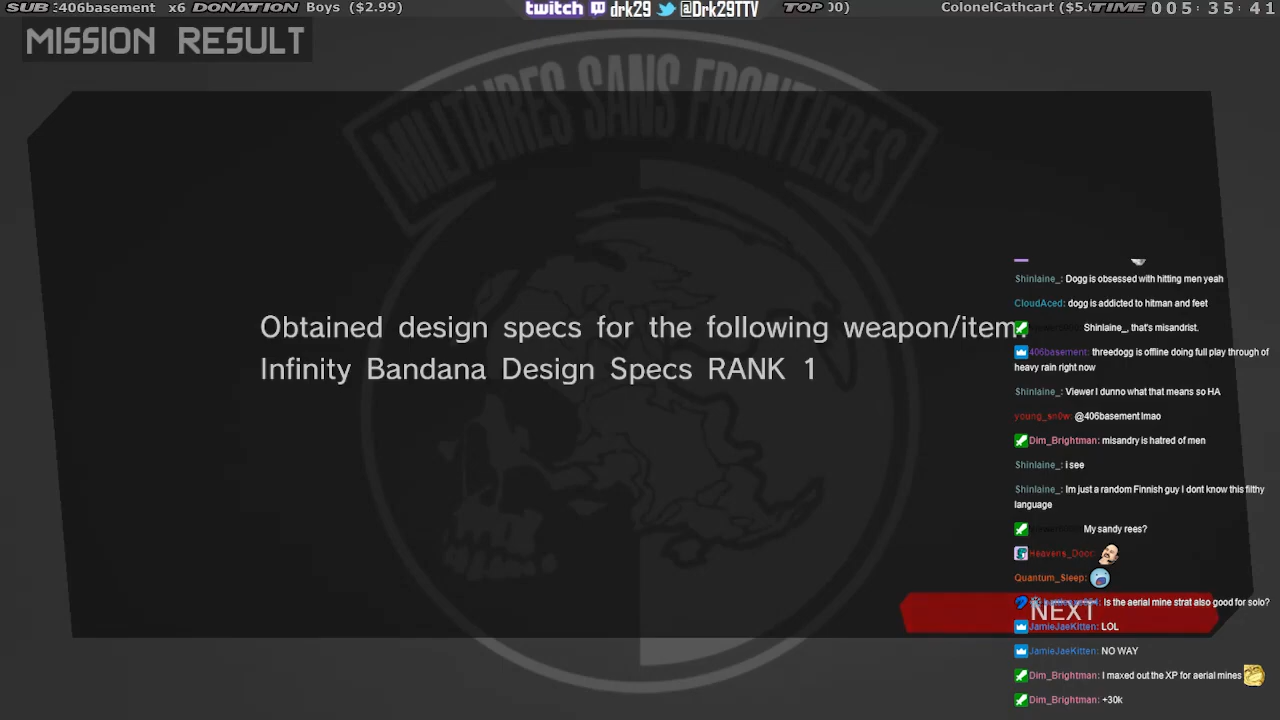 SUB :406basement x6 DONATION Boys ($2.99) twitch drk29 @Drk29TTV TOP 00) ColonelCathcart ($5. TIME 005:35:41
MISSION RESULT
MILITAIRES SANS FRONTIERES
Shinlaine_: Dogg is obsessed with hitting men yeah
CloudAced: dogg is addicted to hitman and feet
Obtained design specs for the following weapon/item:
Shinlaine_, that's misandrist.
406basement: threedogg is offline doing full play through of
heavy rain right now
Infinity Bandana Design Specs RANK 1
Shinlaine_: Viewer I dunno what that means so HA
young_sn0w: @406basement lmao
Dim_Brightman: misandry is hatred of men
Shinlaine_: i see
Shinlaine_: Im just a random Finnish guy I dont know this filthy
language
My sandy rees?
Heavens_Door:
Quantum_Sleep:
Is the aerial mine strat also good for solo?
NEXT
JamieJaeKitten: LOL
JamieJaeKitten: NO WAY
Dim_Brightman: I maxed out the XP for aerial mines
Dim_Brightman: +30k